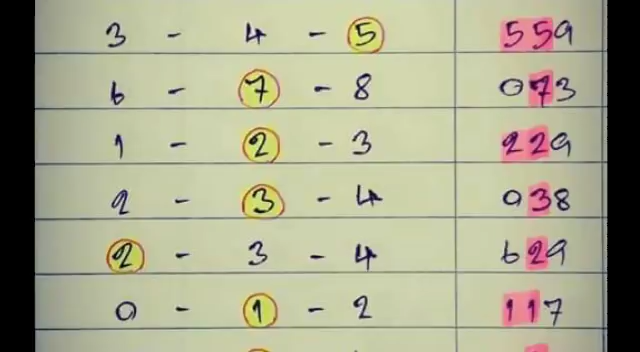 3 - 4 - 5 559
6 - 7 - 8 073
1 - 2 - 3 229
2 - 3 - 4 038
2 - 3 - 4 629
0 - 1 - 2 117